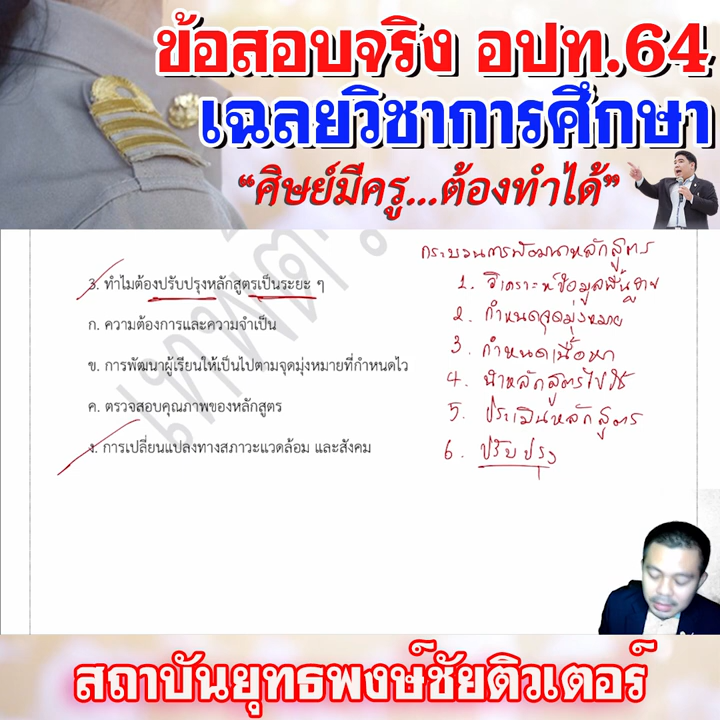 ข้อสอบจริง อปท.64
เฉลยวิชาการศึกษา
“ศิษย์มีครู...ต้องทำได้”
3. ทำไมต้องปรับปรุงหลักสูตรเป็นระยะ ๆ
ก. ความต้องการและความจำเป็น
ข. การพัฒนาผู้เรียนให้เป็นไปตามจุดมุ่งหมายที่กำหนดไว
ค. ตรวจสอบคุณภาพของหลักสูตร
ง. การเปลี่ยนแปลงทางสภาวะแวดล้อม และสังคม
กระบวนการพัฒนาหลักสูตร
1. วิเคราะห์ข้อมูลพื้นฐาน
2. กำหนดจุดมุ่งหมาย
3. กำหนดเนื้อหา
4. นำหลักสูตรไปใช้
5. ประเมินหลักสูตร
6. ปรับปรุง
สถาบันยุทธพงษ์ชัยติวเตอร์